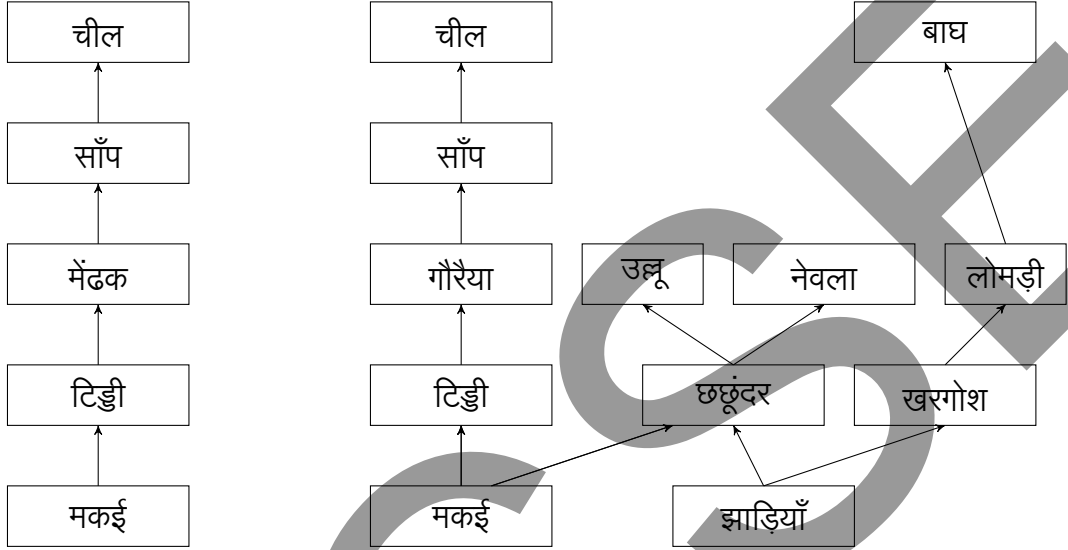 चील चील बाघ
साँप साँप
मेंढक गौरैया उल्लू नेवला लोमड़ी
टिड्डी टिड्डी छछूंदर खरगोश
मकई मकई झाड़ियाँ